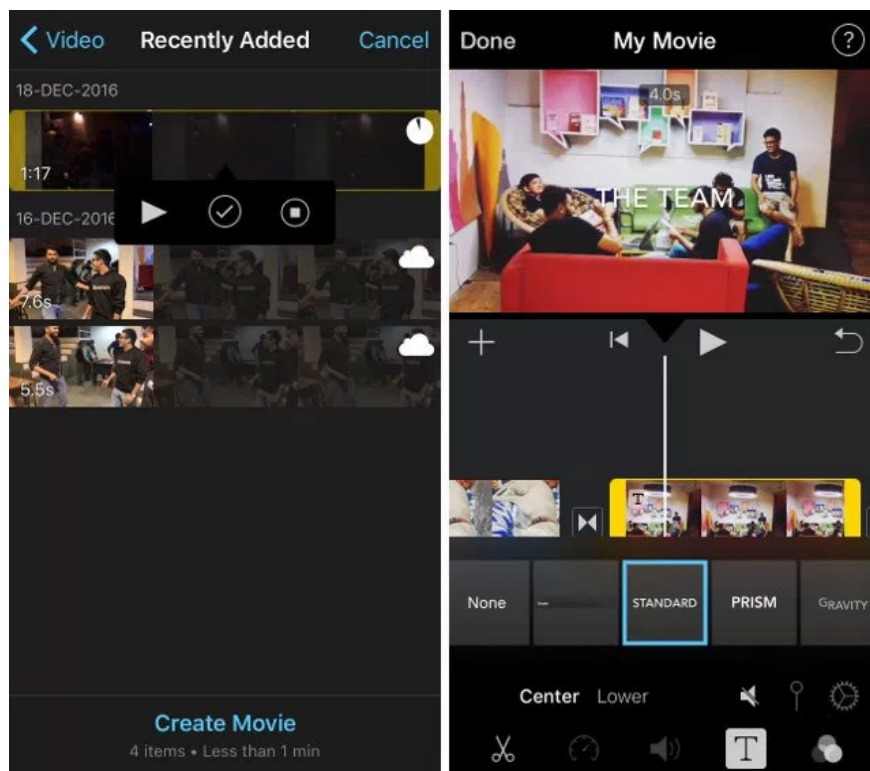 Video
Recently Added
Cancel
18-DEC-2016
1:17
16-DEC-2016
7.6s
5.5s
Create Movie
4 items • Less than 1 min
Done
My Movie
?
4.0s
THE TEAM
T
None
STANDARD
PRISM
GRAVITY
Center
Lower
T